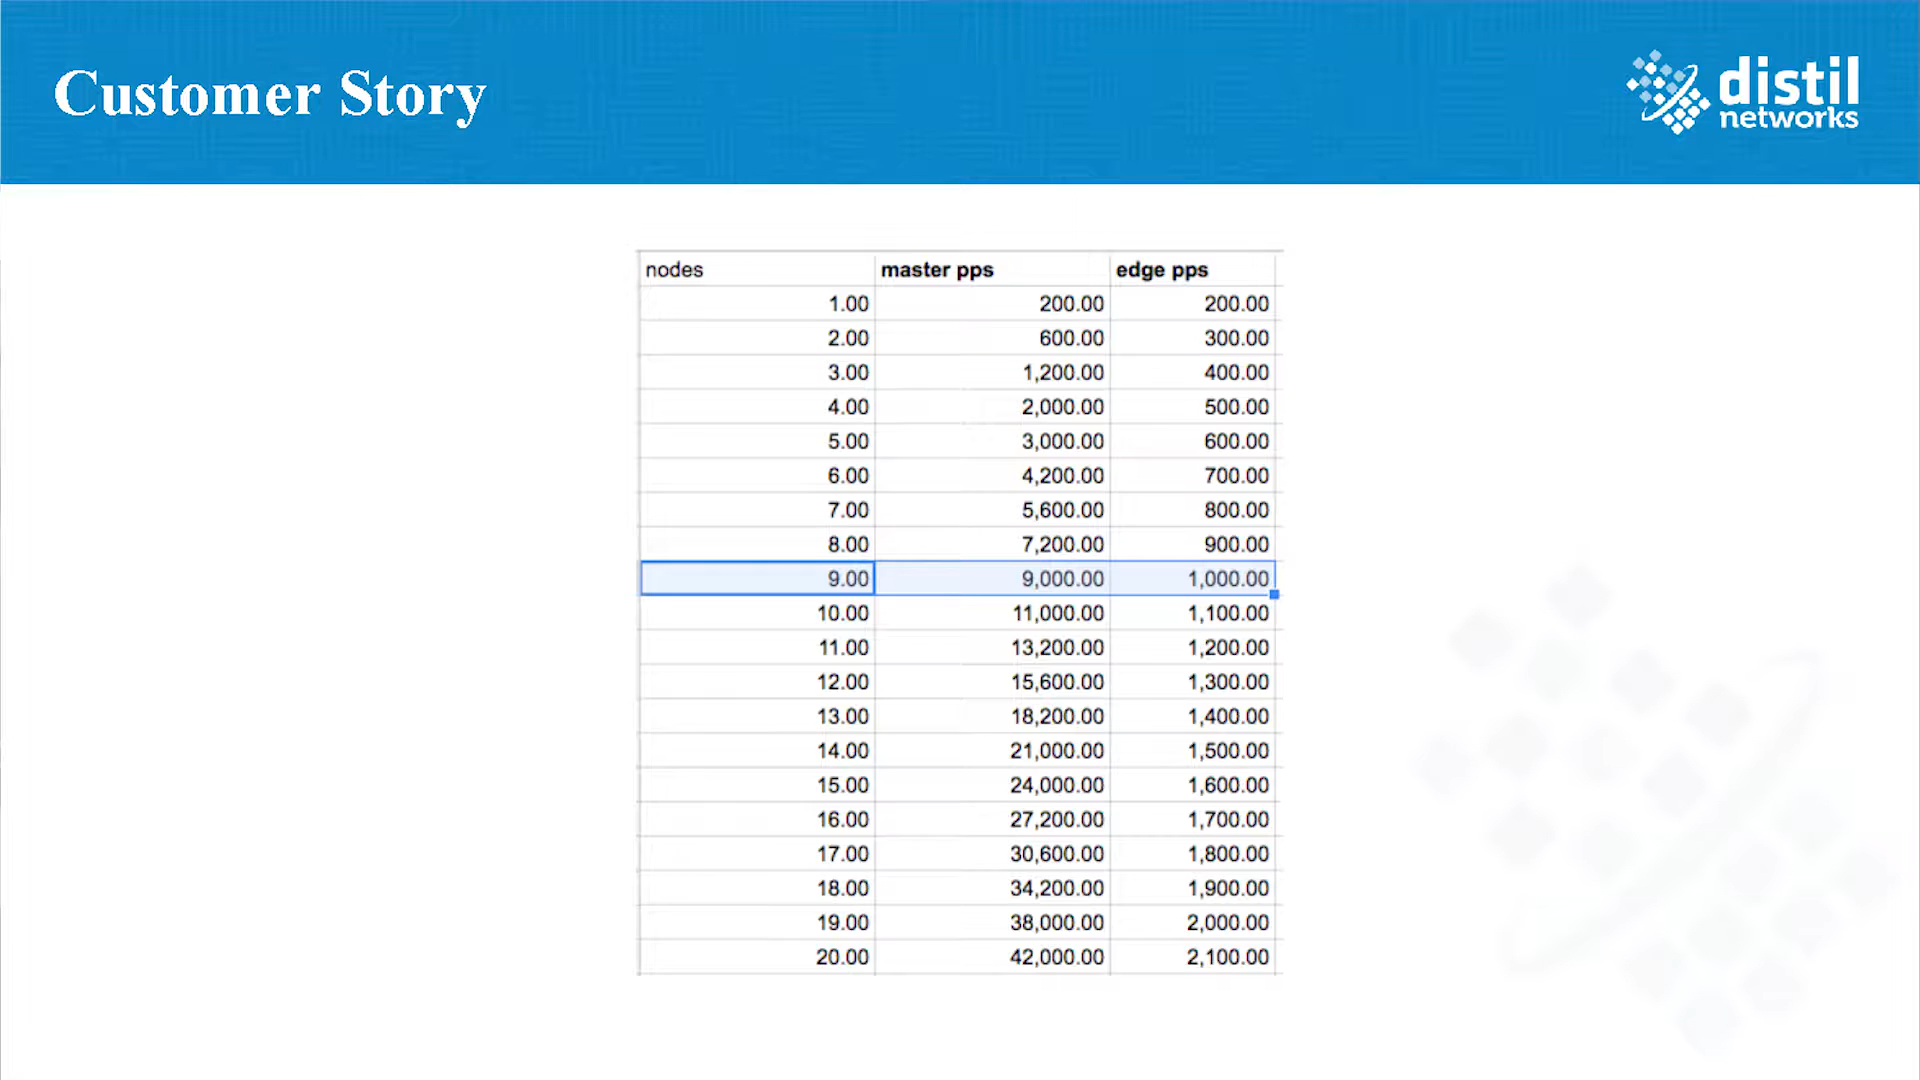 Customer Story
distil
networks
nodes master pps edge pps
1.00 200.00 200.00
2.00 600.00 300.00
3.00 1,200.00 400.00
4.00 2,000.00 500.00
5.00 3,000.00 600.00
6.00 4,200.00 700.00
7.00 5,600.00 800.00
8.00 7,200.00 900.00
9.00 9,000.00 1,000.00
10.00 11,000.00 1,100.00
11.00 13,200.00 1,200.00
12.00 15,600.00 1,300.00
13.00 18,200.00 1,400.00
14.00 21,000.00 1,500.00
15.00 24,000.00 1,600.00
16.00 27,200.00 1,700.00
17.00 30,600.00 1,800.00
18.00 34,200.00 1,900.00
19.00 38,000.00 2,000.00
20.00 42,000.00 2,100.00